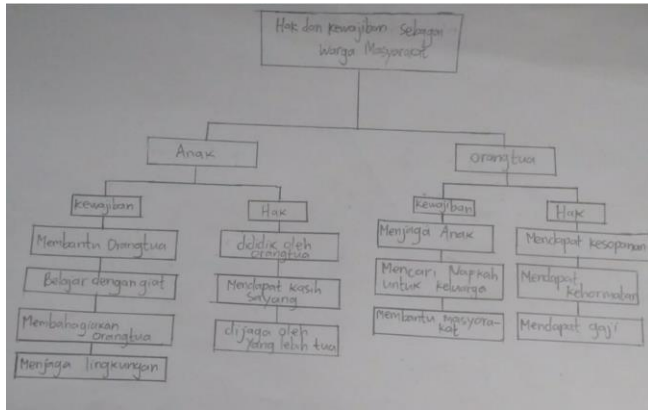 Hak dan kewajiban sebagai
Warga Masyarakat
Anak
orangtua
kewajiban
Hak
kewajiban
Hak
Membantu Orangtua
Belajar dengan giat
Membahagiakan
orangtua
Menjaga lingkungan
dididik oleh
orangtua
Mendapat kasih
sayang
dijaga oleh
Yang lebih tua
Menjaga Anak
Mencari Napkah
untuk keluarga
membantu masyara-
kat
Mendapat kesopanan
Mendapat
kehormatan
Mendapat gaji